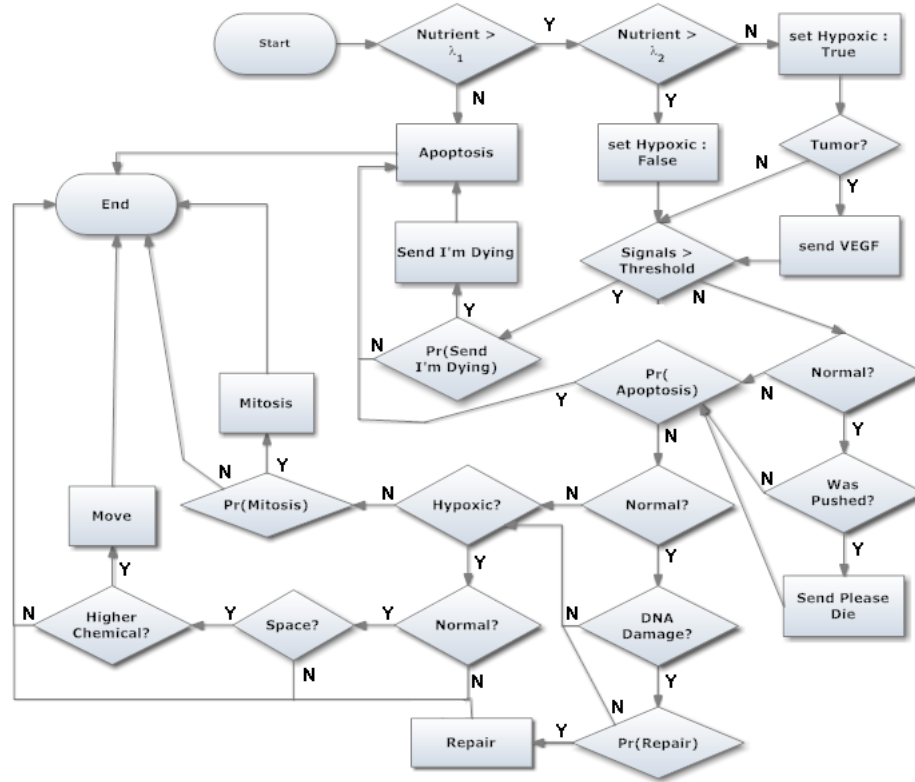 Start
Nutrient >
λ1
Y
Nutrient >
λ2
N
set Hypoxic :
True
N
Y
Apoptosis
set Hypoxic :
False
Tumor?
N
Y
End
Send I'm Dying
Signals >
Threshold
send VEGF
Y
Y
N
N
Pr(Send
I'm Dying)
Pr(
Apoptosis)
Normal?
Y
N
Mitosis
N
Y
Y
N
N
Was
Pushed?
Move
Pr(Mitosis)
N
Hypoxic?
N
Normal?
Y
Y
Y
Y
Send Please
Die
N
Higher
Chemical?
Y
Space?
Y
Normal?
N
DNA
Damage?
N
N
Y
N
Repair
Y
Pr(Repair)